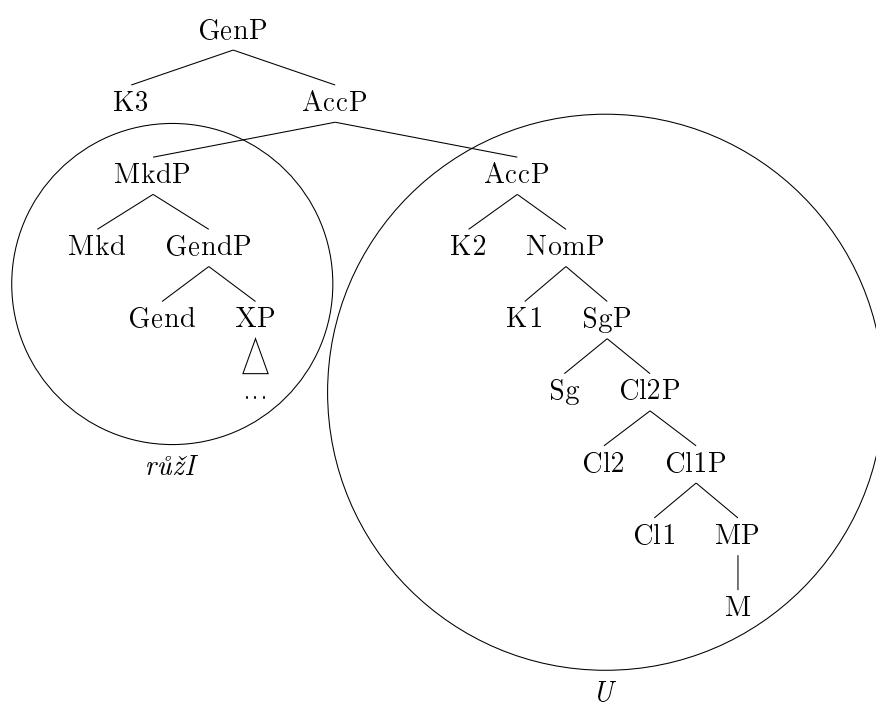 GenP
K3 AccP
MkdP AccP
Mkd GendP K2 NomP
Gend XP K1 SgP
... Sg Cl2P
růžI Cl2 Cl1P
Cl1 MP
M
U